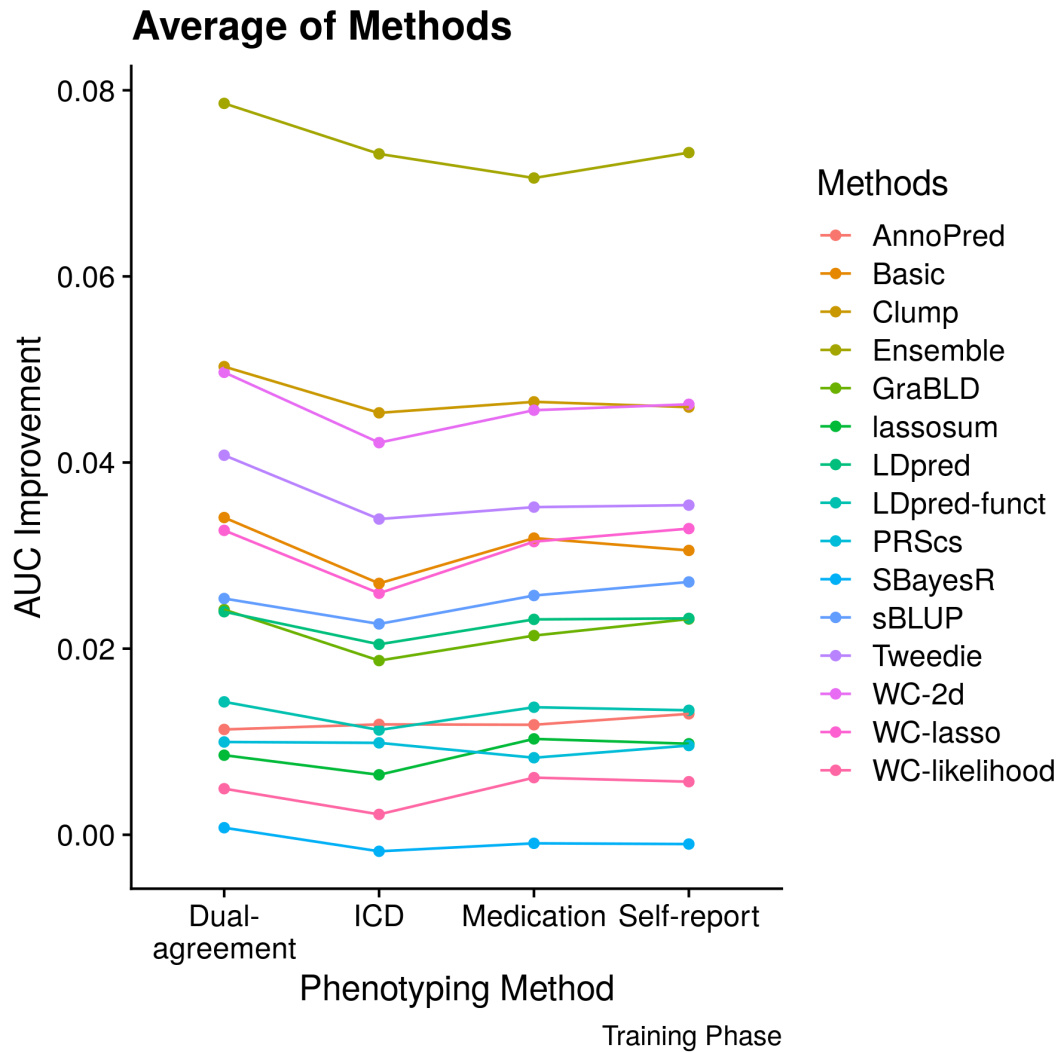 Average of Methods
AUC Improvement
0.08
0.06
0.04
0.02
0.00
Dual-
agreement
ICD
Medication
Self-report
Phenotyping Method
Training Phase
Methods
AnnoPred
Basic
Clump
Ensemble
GraBLD
lassosum
LDpred
LDpred-funct
PRScs
SBayesR
sBLUP
Tweedie
WC-2d
WC-lasso
WC-likelihood